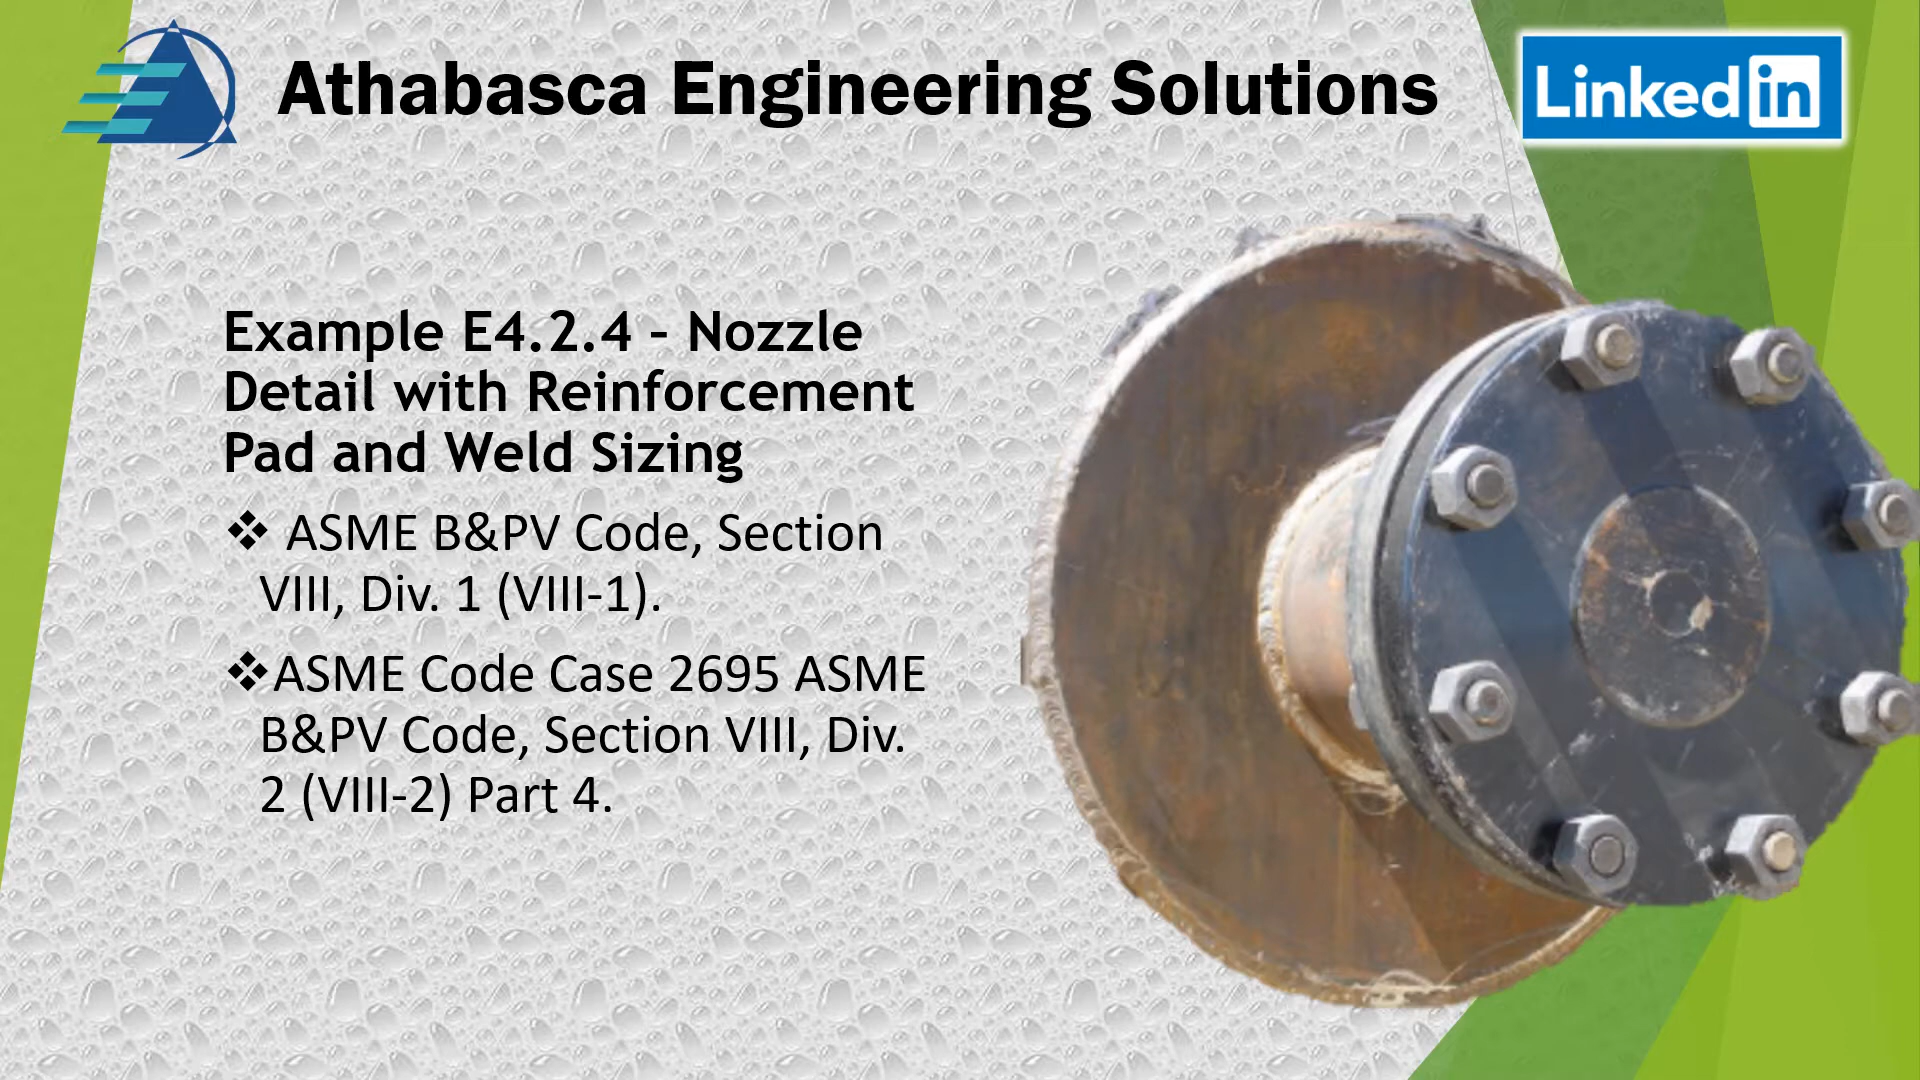 Athabasca Engineering Solutions
Linked in
Example E4.2.4 – Nozzle
Detail with Reinforcement
Pad and Weld Sizing
❖ ASME B&PV Code, Section
VIII, Div. 1 (VIII-1).
❖ASME Code Case 2695 ASME
B&PV Code, Section VIII, Div.
2 (VIII-2) Part 4.